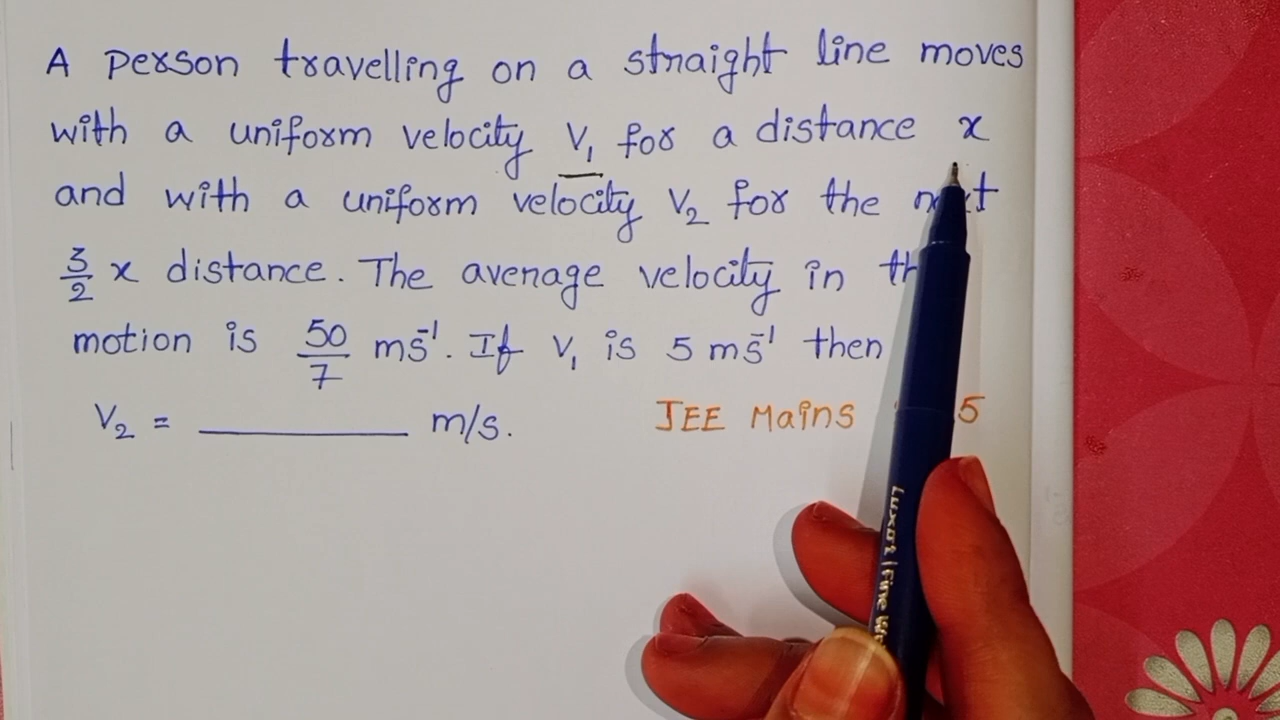 A person travelling on a straight line moves
with a uniform velocity V₁ for a distance x
and with a uniform velocity V₂ for the
3/2 x distance. The average velocity in
motion is 50/7 ms⁻¹. If V₁ is 5 ms⁻¹ then
V₂ = ________ m/s.
JEE Mains
Luxor